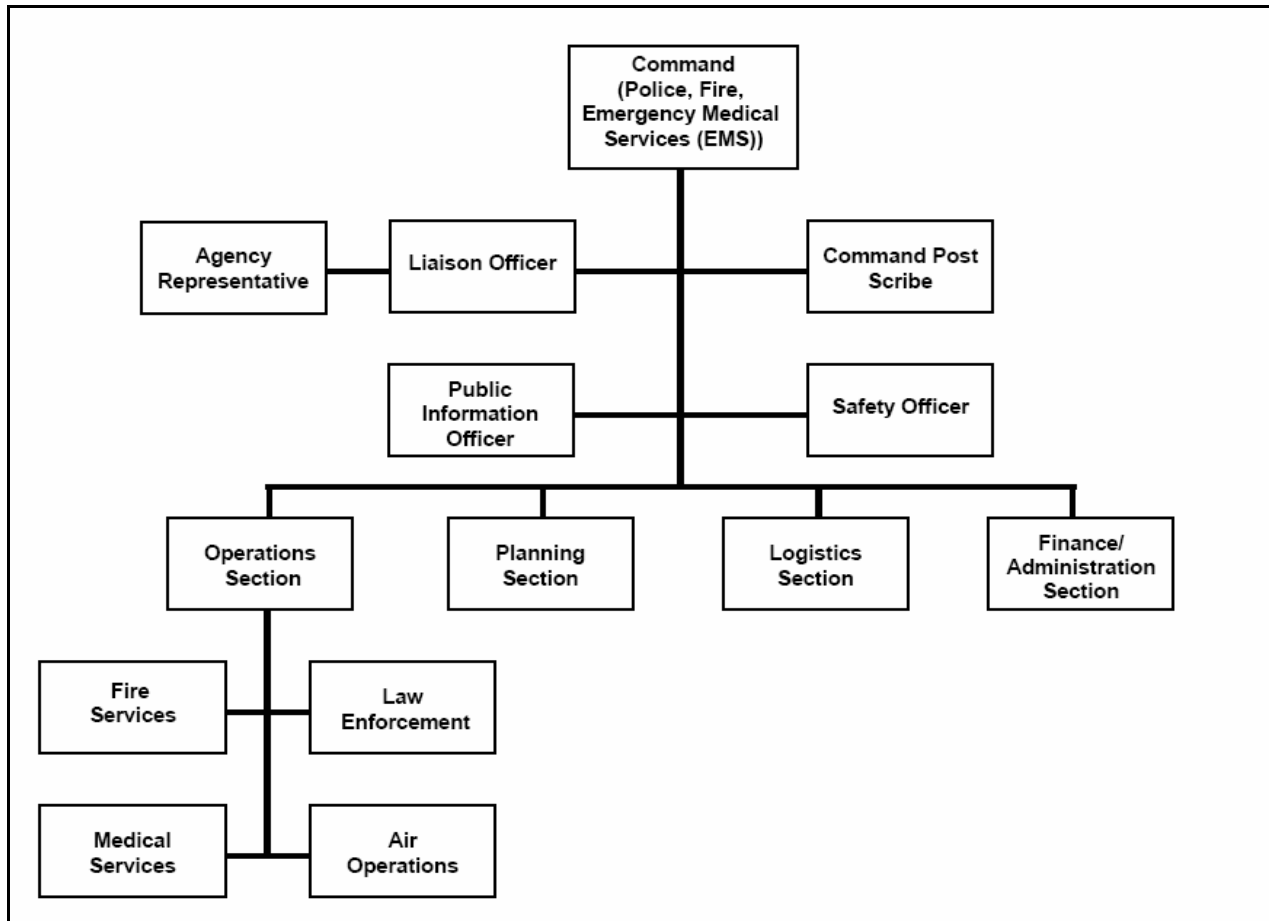 Command
(Police, Fire,
Emergency Medical
Services (EMS))
Agency
Representative
Liaison Officer
Command Post
Scribe
Public
Information
Officer
Safety Officer
Operations
Section
Planning
Section
Logistics
Section
Finance/
Administration
Section
Fire
Services
Law
Enforcement
Medical
Services
Air
Operations